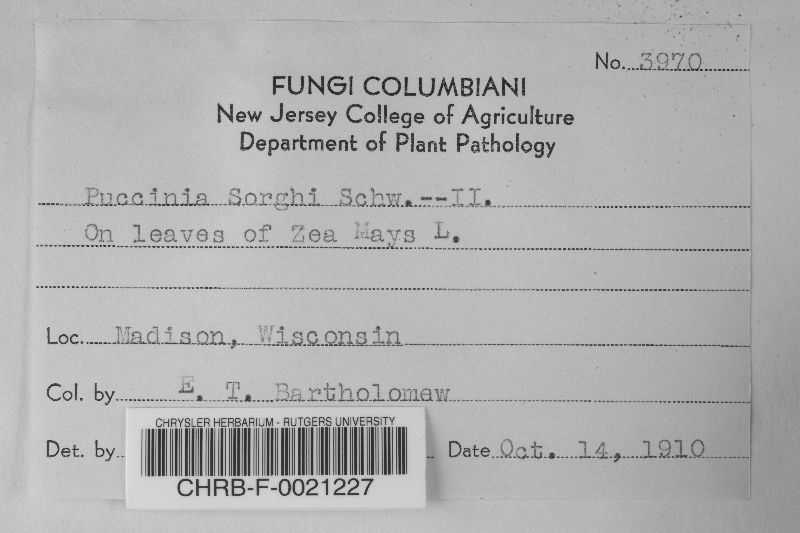 No. 3970
FUNGI COLUMBIANI
New Jersey College of Agriculture
Department of Plant Pathology
Puccinia Sorghi Schw.--II.
On leaves of Zea Mays L.
Loc. Madison, Wisconsin
Col. by E. T. Bartholomew
Det. by Date Oct. 14, 1910
CHRYSLER HERBARIUM - RUTGERS UNIVERSITY
CHRB-F-0021227